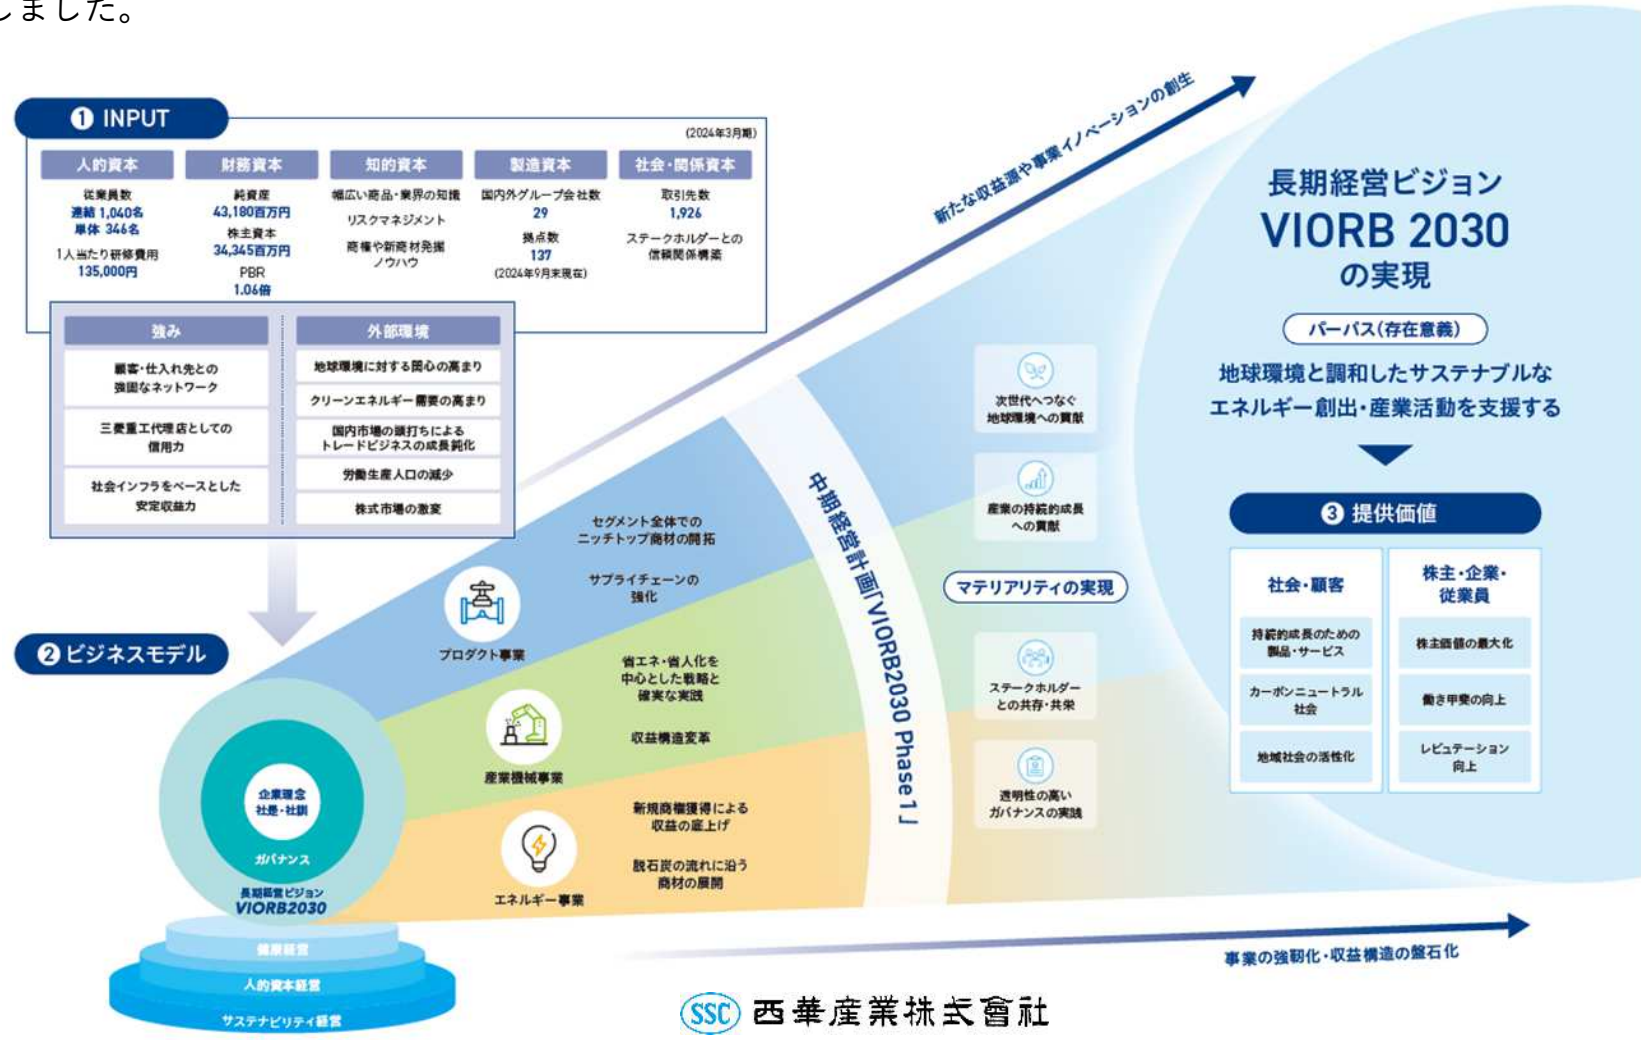 しました。
① INPUT
(2024年3月期)
人的資本
従業員数
連結 1,040名
単体 346名
1人当たり研修費用
135,000円
財務資本
純資産
43,180百万円
株主資本
34,345百万円
PBR
1.06倍
知的資本
幅広い商品・業界の知識
リスクマネジメント
商権や新商材発掘
ノウハウ
製造資本
国内外グループ会社数
29
拠点数
137
(2024年9月末現在)
社会・関係資本
取引先数
1,926
ステークホルダーとの
信頼関係構築
強み
顧客・仕入れ先との
強固なネットワーク
三菱重工代理店としての
信用力
社会インフラをベースとした
安定収益力
外部環境
地球環境に対する関心の高まり
クリーンエネルギー需要の高まり
国内市場の頭打ちによる
トレードビジネスの成長鈍化
労働生産人口の減少
株式市場の激変
② ビジネスモデル
企業理念
社是・社訓
ガバナンス
長期経営ビジョン
VIORB2030
健康経営
人的資本経営
サステナビリティ経営
プロダクト事業
セグメント全体での
ニッチトップ商材の開拓
サプライチェーンの
強化
産業機械事業
省エネ・省人化を
中心とした戦略と
確実な実践
収益構造変革
エネルギー事業
新規商権獲得による
収益の底上げ
脱石炭の流れに沿う
商材の展開
中期経営計画「VIORB2030 Phase1」
新たな収益源や事業イノベーションの創生
次世代へつなぐ
地球環境への貢献
産業の持続的成長
への貢献
マテリアリティの実現
ステークホルダー
との共存・共栄
透明性の高い
ガバナンスの実践
事業の強靭化・収益構造の盤石化
長期経営ビジョン
VIORB 2030
の実現
パーパス(存在意義)
地球環境と調和したサステナブルな
エネルギー創出・産業活動を支援する
③ 提供価値
社会・顧客
持続的成長のための
製品・サービス
カーボンニュートラル
社会
地域社会の活性化
株主・企業・
従業員
株主価値の最大化
働き甲斐の向上
レピュテーション
向上
SSC 西華産業株式會社